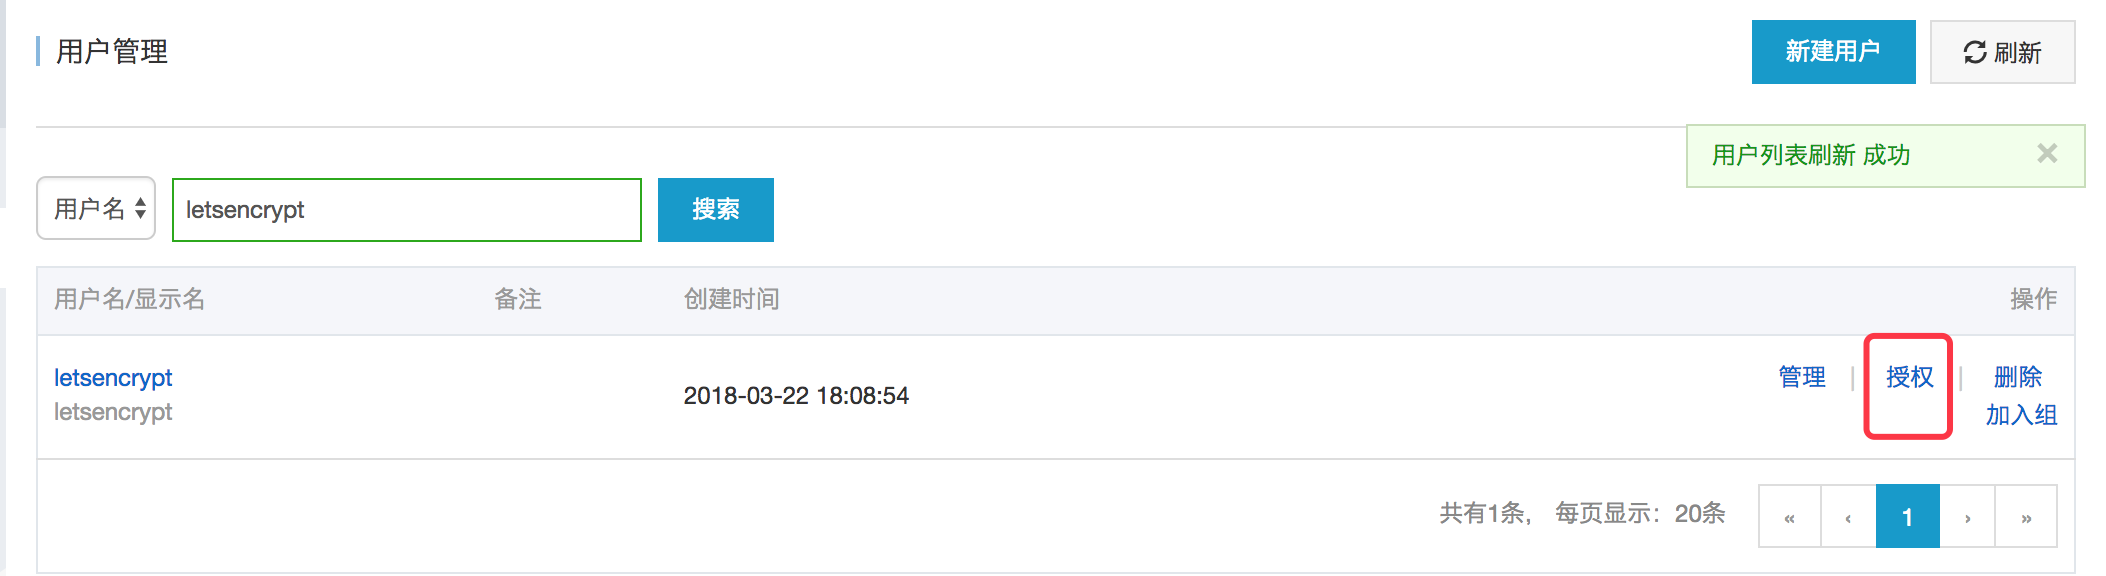 用户管理
新建用户
刷新
用户列表刷新 成功
用户名
letsencrypt
搜索
用户名/显示名
备注
创建时间
操作
letsencrypt
letsencrypt
2018-03-22 18:08:54
管理 | 授权 | 删除
加入组
共有1条， 每页显示：20条
« ‹ 1 › »